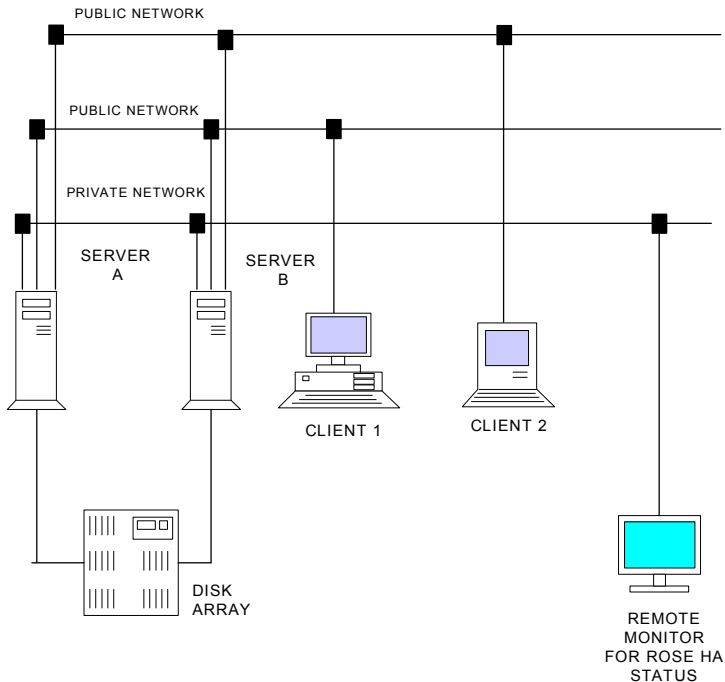 PUBLIC NETWORK
PUBLIC NETWORK
PRIVATE NETWORK
SERVER
A
SERVER
B
CLIENT 1
CLIENT 2
DISK
ARRAY
REMOTE
MONITOR
FOR ROSE HA
STATUS